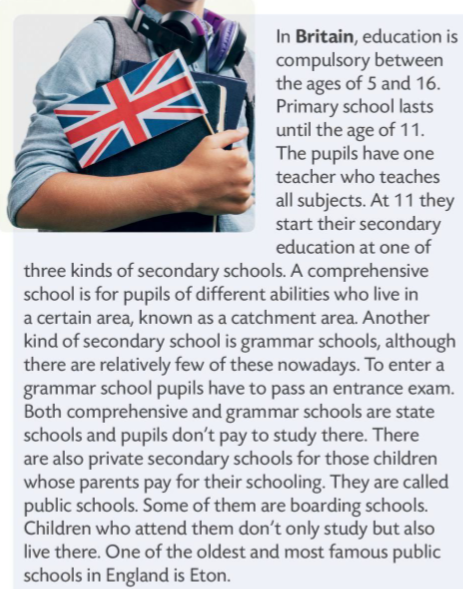 In Britain, education is
compulsory between
the ages of 5 and 16.
Primary school lasts
until the age of 11.
The pupils have one
teacher who teaches
all subjects. At 11 they
start their secondary
education at one of
three kinds of secondary schools. A comprehensive
school is for pupils of different abilities who live in
a certain area, known as a catchment area. Another
kind of secondary school is grammar schools, although
there are relatively few of these nowadays. To enter a
grammar school pupils have to pass an entrance exam.
Both comprehensive and grammar schools are state
schools and pupils don't pay to study there. There
are also private secondary schools for those children
whose parents pay for their schooling. They are called
public schools. Some of them are boarding schools.
Children who attend them don't only study but also
live there. One of the oldest and most famous public
schools in England is Eton.